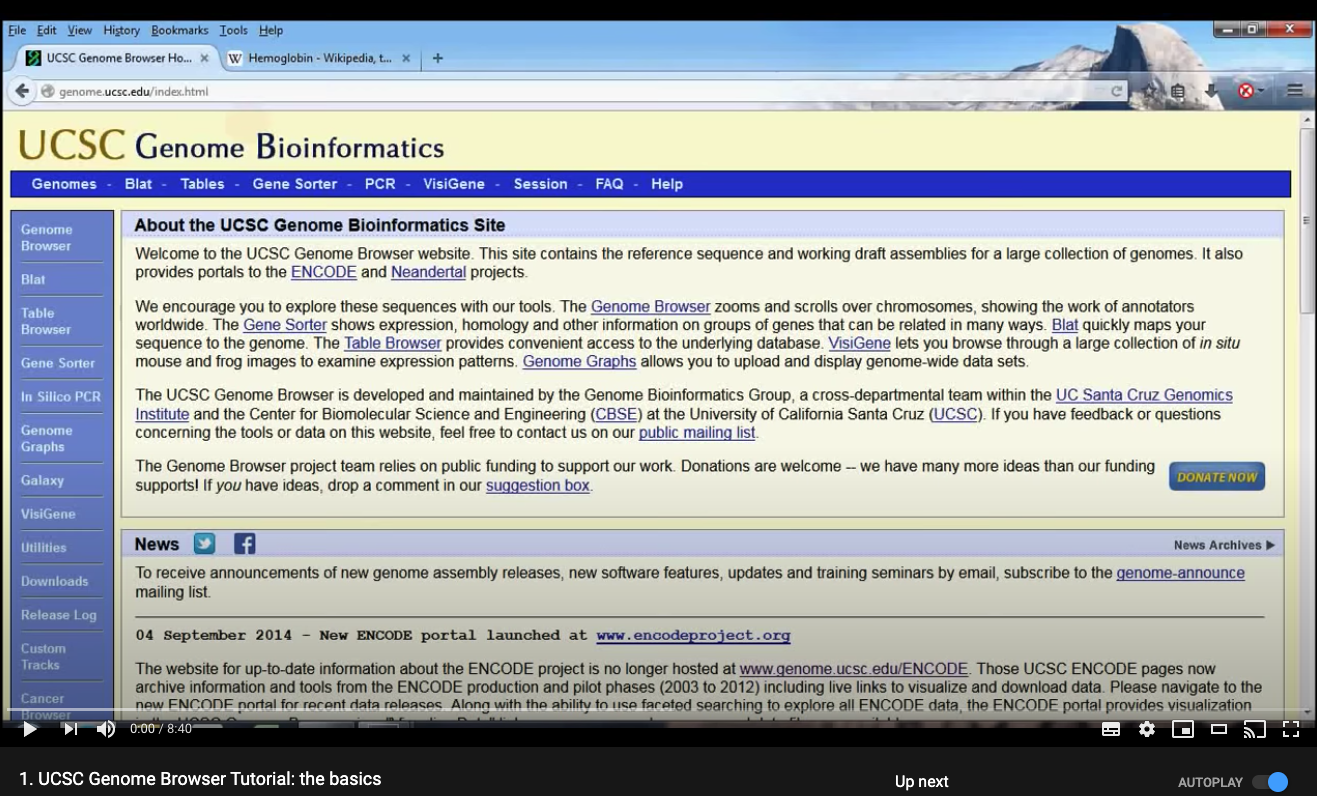 File Edit View History Bookmarks Tools Help
UCSC Genome Browser Ho... × W Hemoglobin - Wikipedia, t... × +
genome.ucsc.edu/index.html
UCSC Genome Bioinformatics
Genomes - Blat - Tables - Gene Sorter - PCR - VisiGene - Session - FAQ - Help
Genome
Browser
Blat
Table
Browser
Gene Sorter
In Silico PCR
Genome
Graphs
Galaxy
VisiGene
Utilities
Downloads
Release Log
Custom
Tracks
Cancer
Browser
About the UCSC Genome Bioinformatics Site
Welcome to the UCSC Genome Browser website. This site contains the reference sequence and working draft assemblies for a large collection of genomes. It also
provides portals to the ENCODE and Neandertal projects.
We encourage you to explore these sequences with our tools. The Genome Browser zooms and scrolls over chromosomes, showing the work of annotators
worldwide. The Gene Sorter shows expression, homology and other information on groups of genes that can be related in many ways. Blat quickly maps your
sequence to the genome. The Table Browser provides convenient access to the underlying database. VisiGene lets you browse through a large collection of in situ
mouse and frog images to examine expression patterns. Genome Graphs allows you to upload and display genome-wide data sets.
The UCSC Genome Browser is developed and maintained by the Genome Bioinformatics Group, a cross-departmental team within the UC Santa Cruz Genomics
Institute and the Center for Biomolecular Science and Engineering (CBSE) at the University of California Santa Cruz (UCSC). If you have feedback or questions
concerning the tools or data on this website, feel free to contact us on our public mailing list.
The Genome Browser project team relies on public funding to support our work. Donations are welcome -- we have many more ideas than our funding
supports! If you have ideas, drop a comment in our suggestion box.
DONATE NOW
News
News Archives ▶
To receive announcements of new genome assembly releases, new software features, updates and training seminars by email, subscribe to the genome-announce
mailing list.
04 September 2014 - New ENCODE portal launched at www.encodeproject.org
The website for up-to-date information about the ENCODE project is no longer hosted at www.genome.ucsc.edu/ENCODE. Those UCSC ENCODE pages now
archive information and tools from the ENCODE production and pilot phases (2003 to 2012) including live links to visualize and download data. Please navigate to the
new ENCODE portal for recent data releases. Along with the ability to use faceted searching to explore all ENCODE data, the ENCODE portal provides visualization
0:00 / 8:40
1. UCSC Genome Browser Tutorial: the basics
Up next
AUTOPLAY